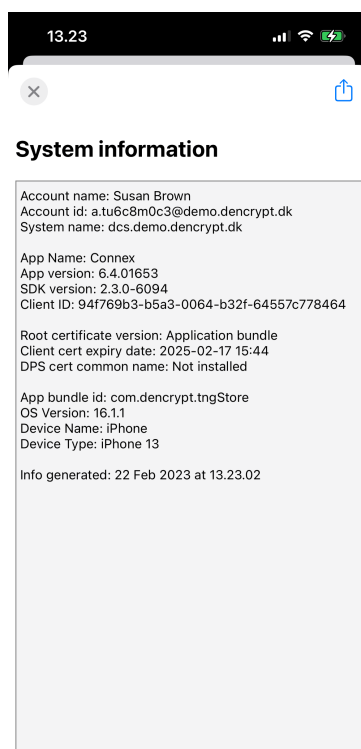 13.23
System information
Account name: Susan Brown
Account id: a.tu6c8m0c3@demo.dencrypt.dk
System name: dcs.demo.dencrypt.dk
App Name: Connex
App version: 6.4.01653
SDK version: 2.3.0-6094
Client ID: 94f769b3-b5a3-0064-b32f-64557c778464
Root certificate version: Application bundle
Client cert expiry date: 2025-02-17 15:44
DPS cert common name: Not installed
App bundle id: com.dencrypt.tngStore
OS Version: 16.1.1
Device Name: iPhone
Device Type: iPhone 13
Info generated: 22 Feb 2023 at 13.23.02